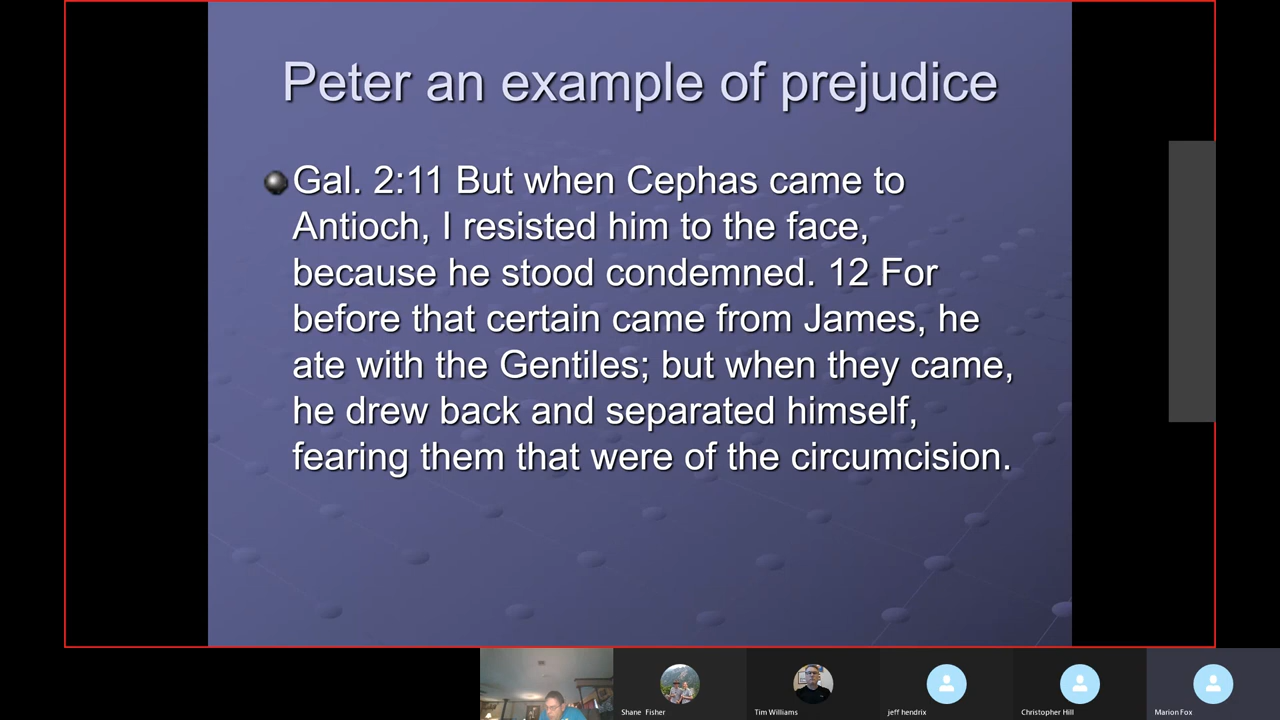 Peter an example of prejudice
Gal. 2:11 But when Cephas came to
Antioch, I resisted him to the face,
because he stood condemned. 12 For
before that certain came from James, he
ate with the Gentiles; but when they came,
he drew back and separated himself,
fearing them that were of the circumcision.
Shane Fisher
Tim Williams
jeff hendrix
Christopher Hill
Marion Fox